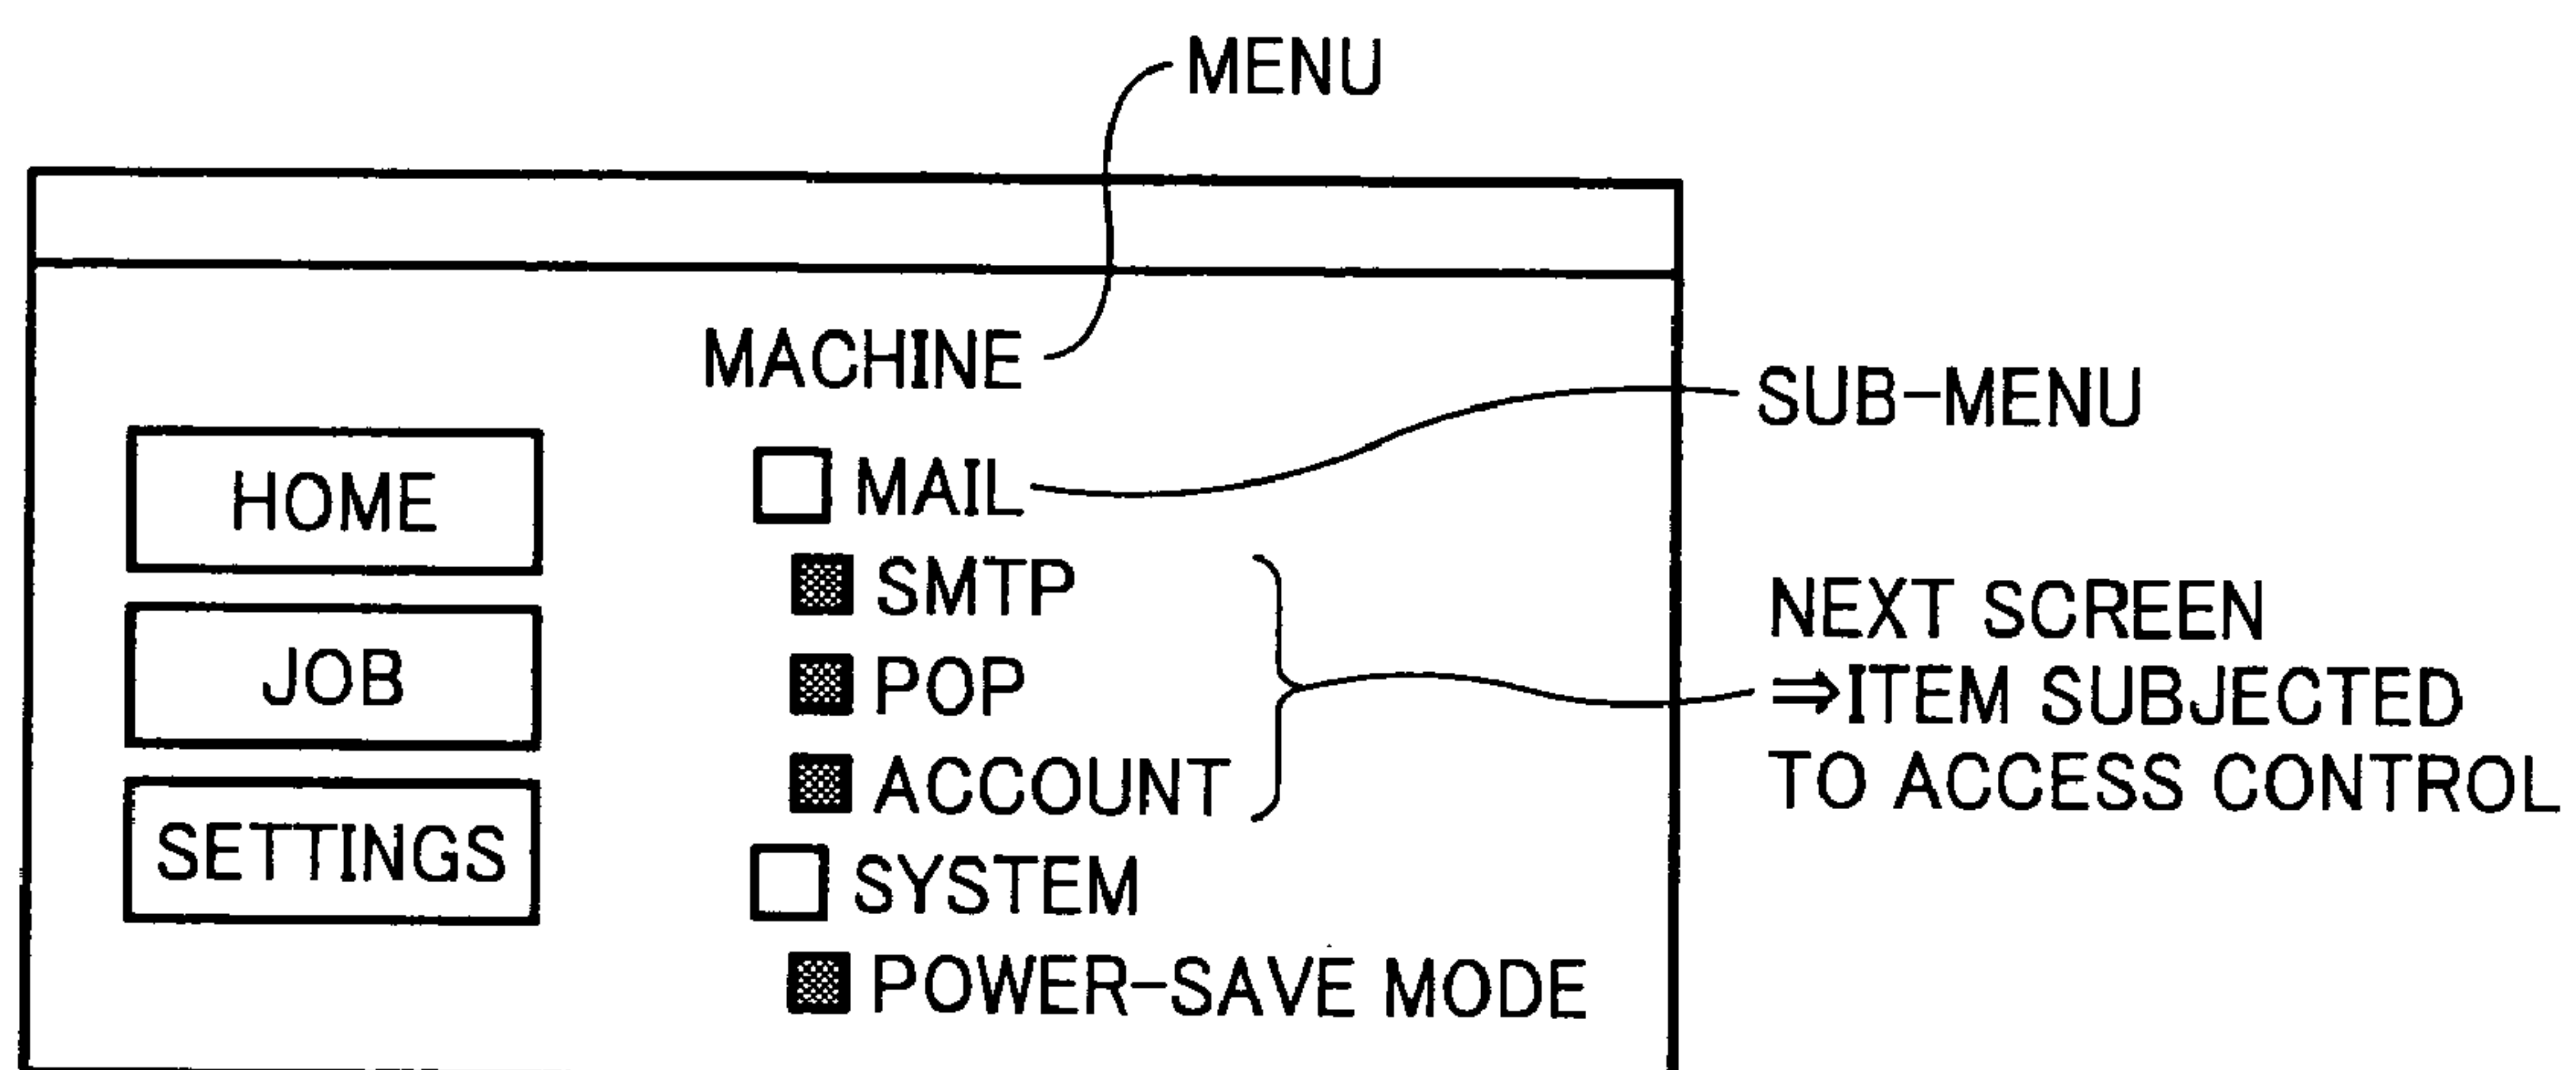 MENU
MACHINE
SUB-MENU
HOME
MAIL
SMTP
JOB
POP
NEXT SCREEN
⇒ITEM SUBJECTED
TO ACCESS CONTROL
ACCOUNT
SETTINGS
SYSTEM
POWER-SAVE MODE